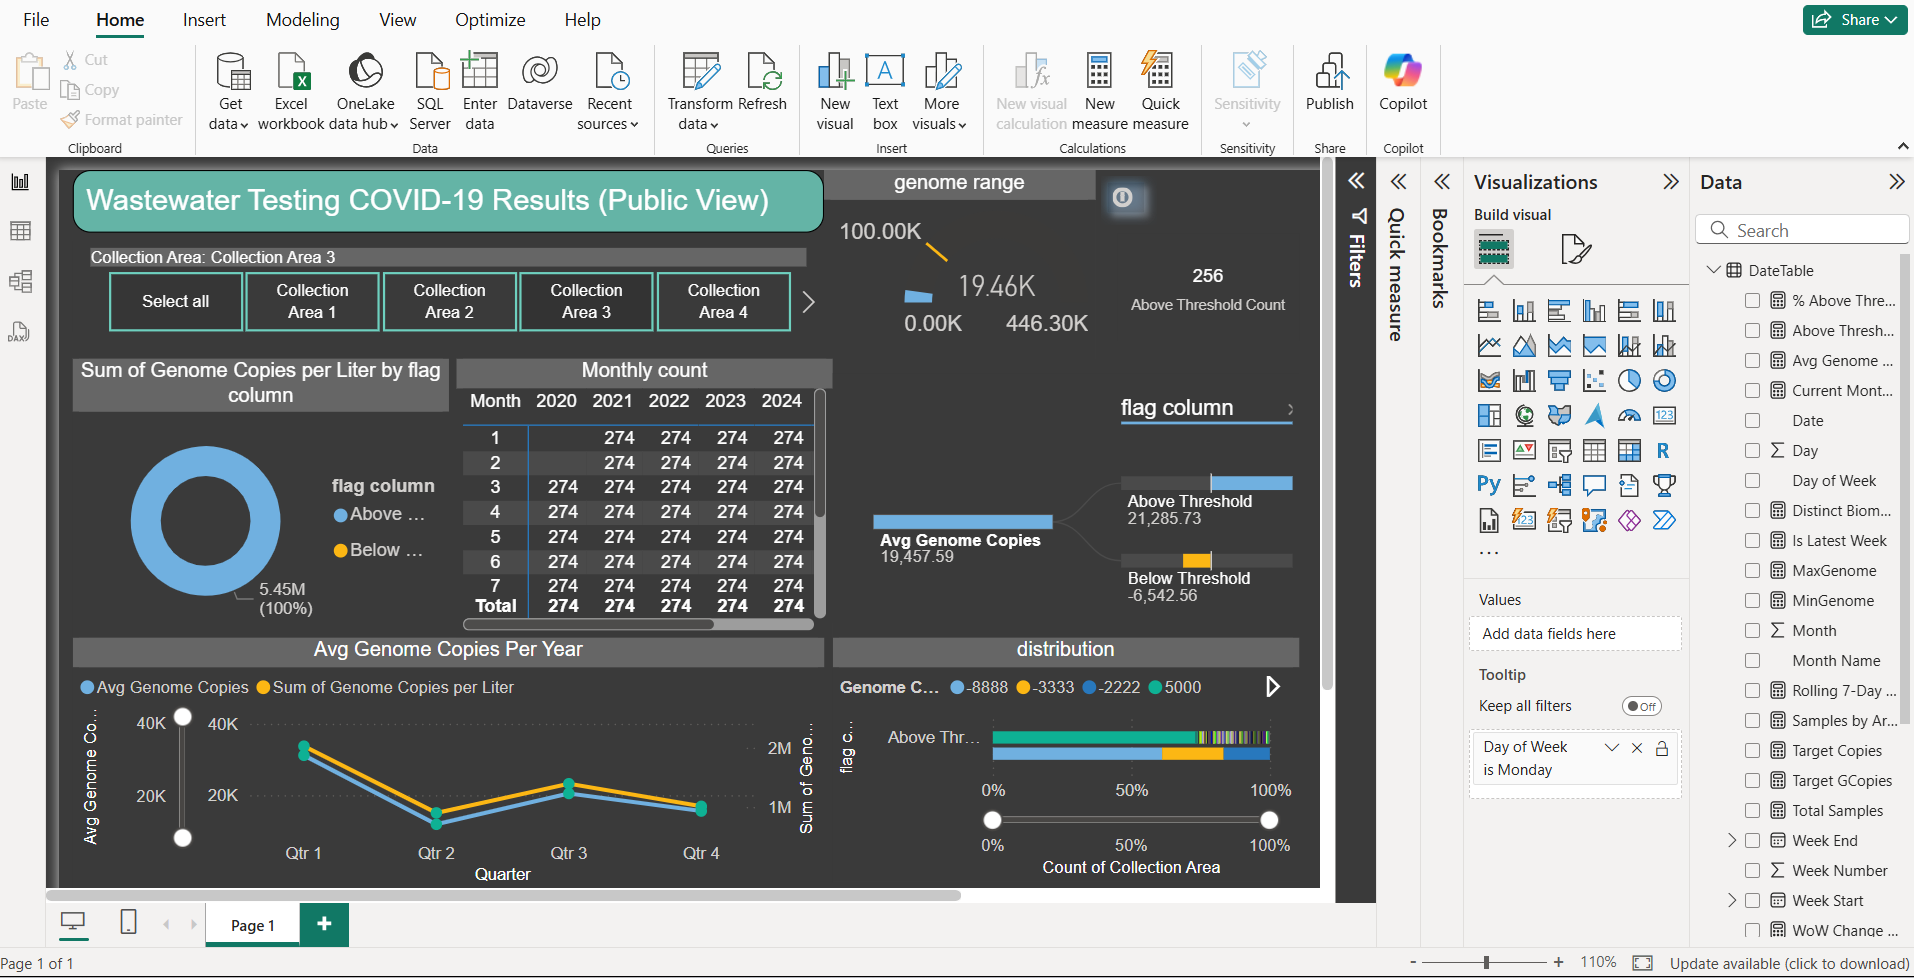 File Home Insert Modeling View Optimize Help Share
Paste
Cut
Copy
Format painter
Clipboard
Get data
Excel workbook
OneLake data hub
SQL Server
Enter data
Dataverse
Recent sources
Data
Transform data
Refresh
Queries
New visual
Text box
More visuals
Insert
New visual calculation
New measure
Quick measure
Calculations
Sensitivity
Sensitivity
Publish
Share
Copilot
Copilot
Wastewater Testing COVID-19 Results (Public View)
Collection Area: Collection Area 3
Select all
Collection Area 1
Collection Area 2
Collection Area 3
Collection Area 4
genome range
100.00K
19.46K
0.00K 446.30K
256
Above Threshold Count
Sum of Genome Copies per Liter by flag
column
flag column
Above ...
Below ...
5.45M
(100%)
Monthly count
Month 2020 2021 2022 2023 2024
1 274 274 274 274
2 274 274 274 274
3 274 274 274 274 274
4 274 274 274 274 274
5 274 274 274 274 274
6 274 274 274 274 274
7 274 274 274 274 274
Total 274 274 274 274 274
flag column
Above Threshold
21,285.73
Avg Genome Copies
19,457.59
Below Threshold
-6,542.56
Avg Genome Copies Per Year
Avg Genome Copies Sum of Genome Copies per Liter
Avg Genome Co...
40K 40K
20K 20K
2M
1M
Sum of Geno...
Qtr 1 Qtr 2 Qtr 3 Qtr 4
Quarter
distribution
Genome C... -8888 -3333 -2222 5000
flag c...
Above Thr...
0% 50% 100%
0% 50% 100%
Count of Collection Area
Filters
Quick measure
Bookmarks
Visualizations
Build visual
123
R
Py
123
...
Values
Add data fields here
Tooltip
Keep all filters Off
Day of Week
is Monday
Data
Search
DateTable
% Above Thre...
Above Thresh...
Avg Genome ...
Current Mont...
Date
Day
Day of Week
Distinct Biom...
Is Latest Week
MaxGenome
MinGenome
Month
Month Name
Rolling 7-Day ...
Samples by Ar...
Target Copies
Target GCopies
Total Samples
Week End
Week Number
Week Start
WoW Change ...
DAX
Page 1
+
Page 1 of 1
- + 110%
Update available (click to download)